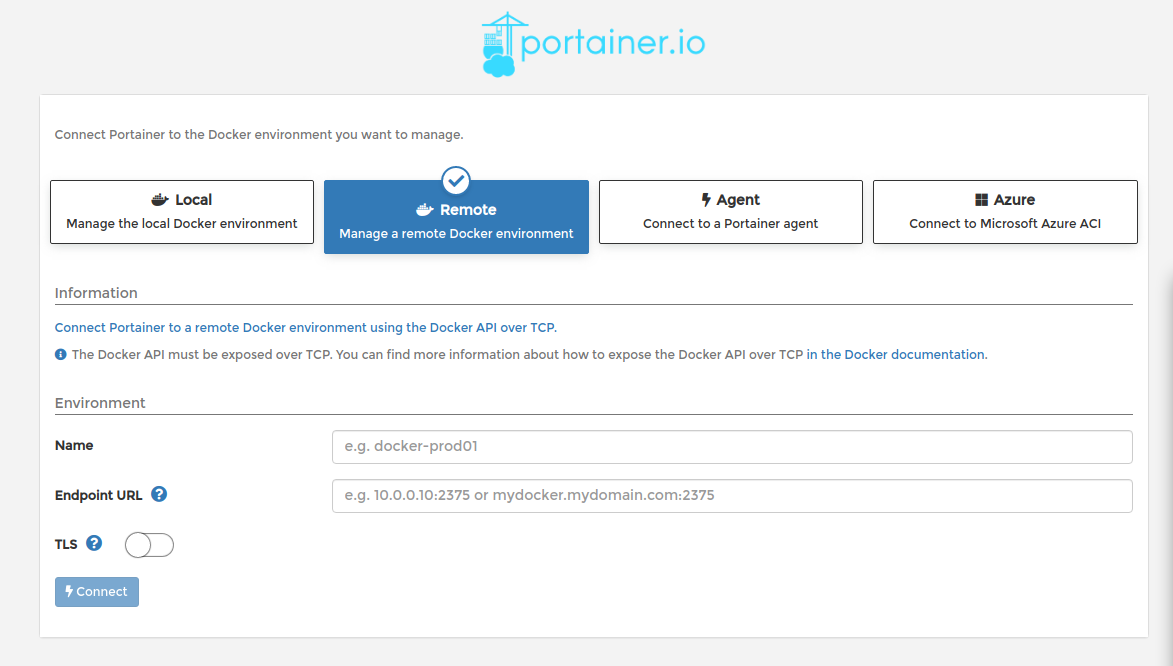 portainer.io
Connect Portainer to the Docker environment you want to manage.
Local
Manage the local Docker environment
Remote
Manage a remote Docker environment
Agent
Connect to a Portainer agent
Azure
Connect to Microsoft Azure ACI
Information
Connect Portainer to a remote Docker environment using the Docker API over TCP.
The Docker API must be exposed over TCP. You can find more information about how to expose the Docker API over TCP in the Docker documentation.
Environment
Name
e.g. docker-prod01
Endpoint URL
e.g. 10.0.0.10:2375 or mydocker.mydomain.com:2375
TLS
Connect